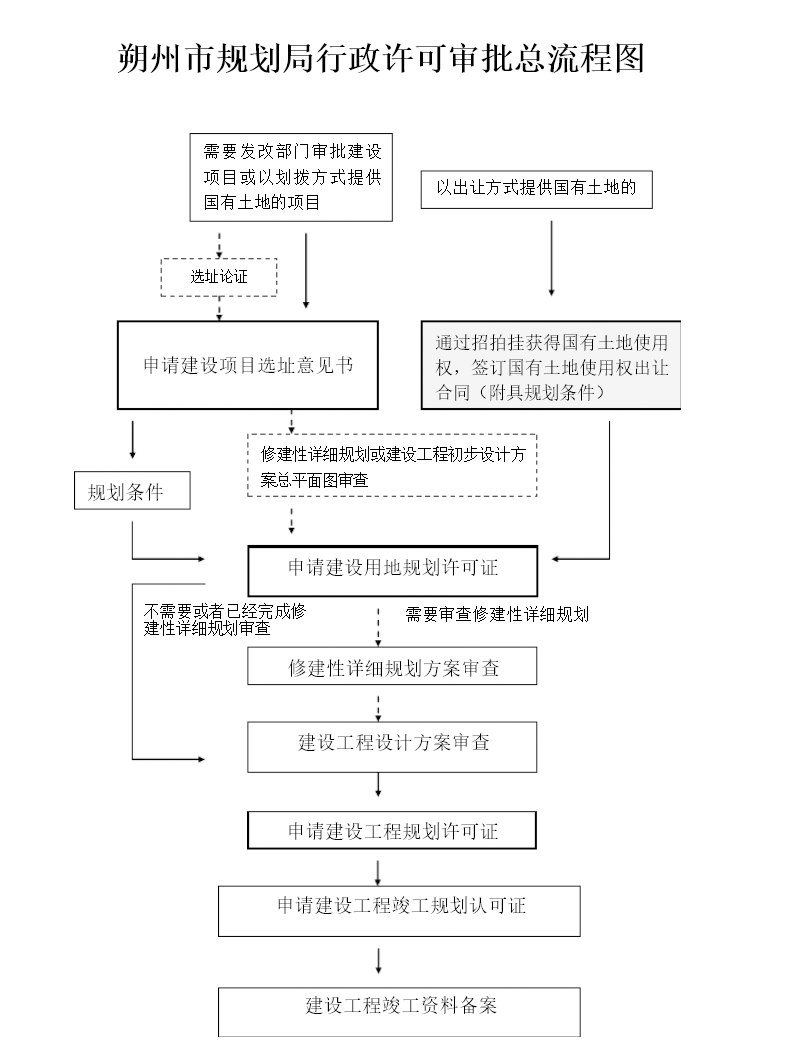 朔州市规划局行政许可审批总流程图
需要发改部门审批建设
项目或以划拨方式提供
国有土地的项目
以出让方式提供国有土地的
选址论证
申请建设项目选址意见书
通过招拍挂获得国有土地使用
权，签订国有土地使用权出让
合同（附具规划条件）
修建性详细规划或建设工程初步设计方
案总平面图审查
规划条件
申请建设用地规划许可证
不需要或者已经完成修
建性详细规划审查
需要审查修建性详细规划
修建性详细规划方案审查
建设工程设计方案审查
申请建设工程规划许可证
申请建设工程竣工规划认可证
建设工程竣工资料备案